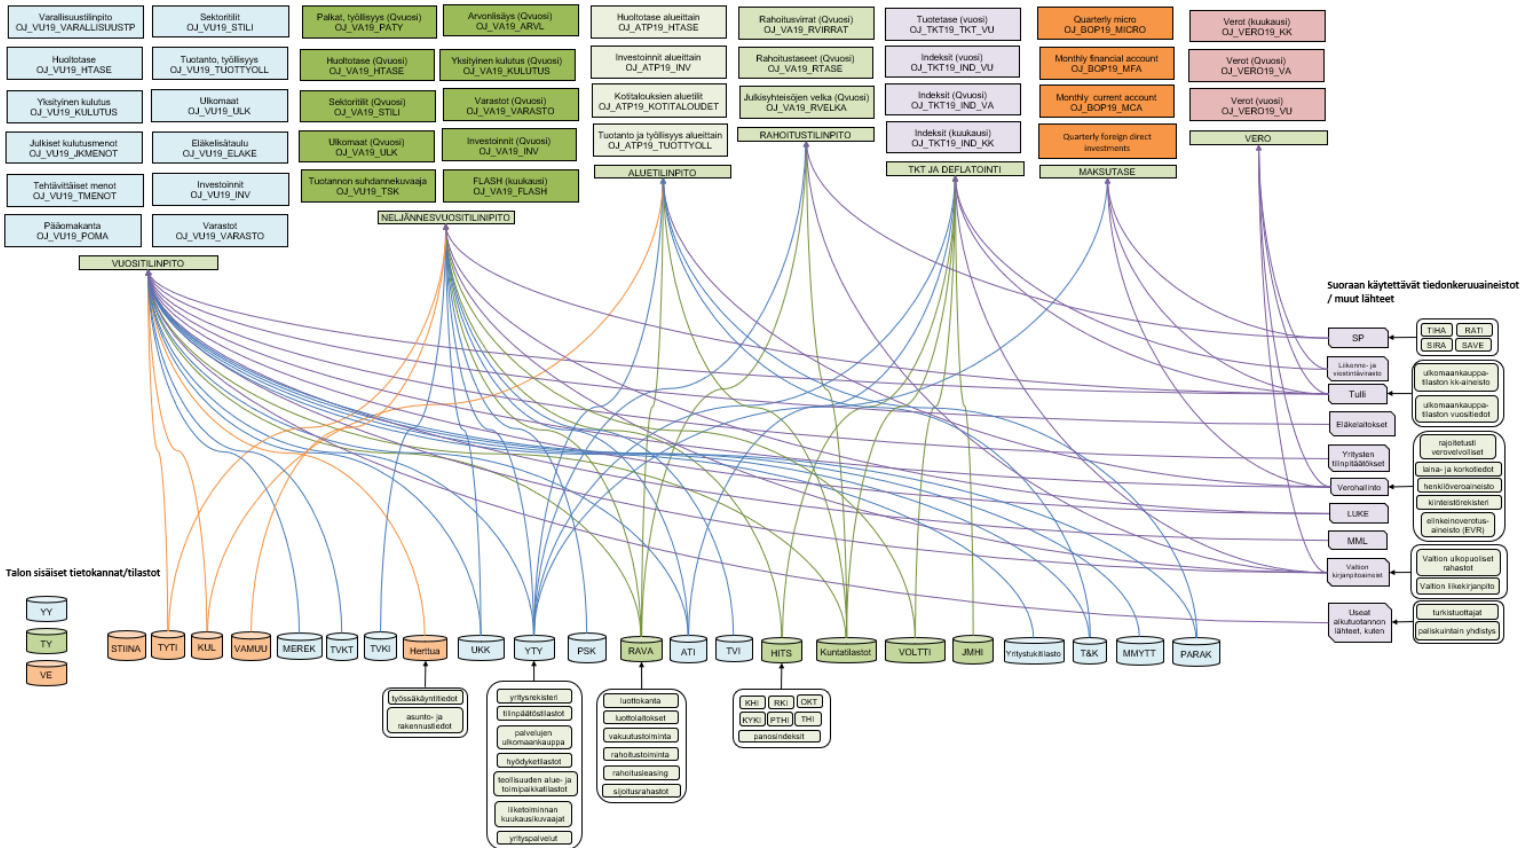 Varallisuustilinpito
OJ_VU19_VARALLISUUSTP
Sektoritilit
OJ_VU19_STILI
Huoltotase
OJ_VU19_HTASE
Tuotanto, työllisyys
OJ_VU19_TUOTTYOLL
Yksityinen kulutus
OJ_VU19_KULUTUS
Ulkomaat
OJ_VU19_ULK
Julkiset kulutusmenot
OJ_VU19_JKMENOT
Eläkelisätaulu
OJ_VU19_ELAKE
Tehtävittäiset menot
OJ_VU19_TMENOT
Investoinnit
OJ_VU19_INV
Pääomakanta
OJ_VU19_POMA
Varastot
OJ_VU19_VARASTO
VUOSITILINPITO
Palkat, työllisyys (Qvuosi)
OJ_VA19_PATY
Arvonlisäys (Qvuosi)
OJ_VA19_ARVL
Huoltotase (Qvuosi)
OJ_VA19_HTASE
Yksityinen kulutus (Qvuosi)
OJ_VA19_KULUTUS
Sektoritilit (Qvuosi)
OJ_VA19_STILI
Varastot (Qvuosi)
OJ_VA19_VARASTO
Ulkomaat (Qvuosi)
OJ_VA19_ULK
Investoinnit (Qvuosi)
OJ_VA19_INV
Tuotannon suhdannekuvaaja
OJ_VU19_TSK
FLASH (kuukausi)
OJ_VA19_FLASH
NELJÄNNESVUOSITILINIPITO
Huoltotase alueittain
OJ_ATP19_HTASE
Investoinnit alueittain
OJ_ATP19_INV
Kotitalouksien aluetilit
OJ_ATP19_KOTITALOUDET
Tuotanto ja työllisyys alueittain
OJ_ATP19_TUOTTYOLL
ALUETILINPITO
Rahoitusvirrat (Qvuosi)
OJ_VA19_RVIRRAT
Rahoitustaseet (Qvuosi)
OJ_VA19_RTASE
Julkisyhteisöjen velka (Qvuosi)
OJ_VA19_RVELKA
RAHOITUSTILINPITO
Tuotetase (vuosi)
OJ_TKT19_TKT_VU
Indeksit (vuosi)
OJ_TKT19_IND_VU
Indeksit (Qvuosi)
OJ_TKT19_IND_VA
Indeksit (kuukausi)
OJ_TKT19_IND_KK
TKT JA DEFLATOINTI
Quarterly micro
OJ_BOP19_MICRO
Monthly financial account
OJ_BOP19_MFA
Monthly current account
OJ_BOP19_MCA
Quarterly foreign direct
investments
MAKSUTASE
Verot (kuukausi)
OJ_VERO19_KK
Verot (Qvuosi)
OJ_VERO19_VA
Verot (vuosi)
OJ_VERO19_VU
VERO
Suoraan käytettävät tiedonkeruuaineistot
/ muut lähteet
SP
TIHA
RATI
SIRA
SAVE
Liikenne- ja
viestintävirasto
Tulli
ulkomaankauppa-
tilaston kk-aineisto
ulkomaankauppa-
tilaston vuositiedot
Eläkelaitokset
Yritysten
tilinpitäätökset
Verohallinto
rajoitetusti
verovelvolliset
laina- ja korkotiedot
henkilöveroaineisto
kiinteistörekisteri
elinkeinoverotus-
aineisto (EVR)
LUKE
MML
Valtion
kirjanpitoaineisot
Valtion ulkopuoliset
rahastot
Valtion liikekirjanpito
Useat
alkutuotannon
lähteet, kuten
turkistuottajat
paliskuintain yhdistys
Talon sisäiset tietokannat/tilastot
YY
TY
VE
STIINA
TYTI
KUL
VAMUU
MEREK
TVKT
TVKI
Herttua
UKK
YTY
PSK
RAVA
ATI
TVI
HITS
Kuntatilastot
VOLTTI
JMHI
Yritystukitilasto
T&K
MMYTT
PARAK
työssäkäyntitiedot
asunto- ja
rakennustiedot
yritysrekisteri
tilinpäätöstilastot
palvelujen
ulkomaankauppa
hyödyketilastot
teollisuuden alue- ja
toimipaikkatilastot
liiketoiminnan
kuukausikuvaajat
yrityspalvelut
luottokanta
luottolaitokset
vakuutustoiminta
rahoitustoiminta
rahoitusleasing
sijoitusrahastot
KHI
RKI
OKT
KYKI
PTHI
THI
panosindeksit